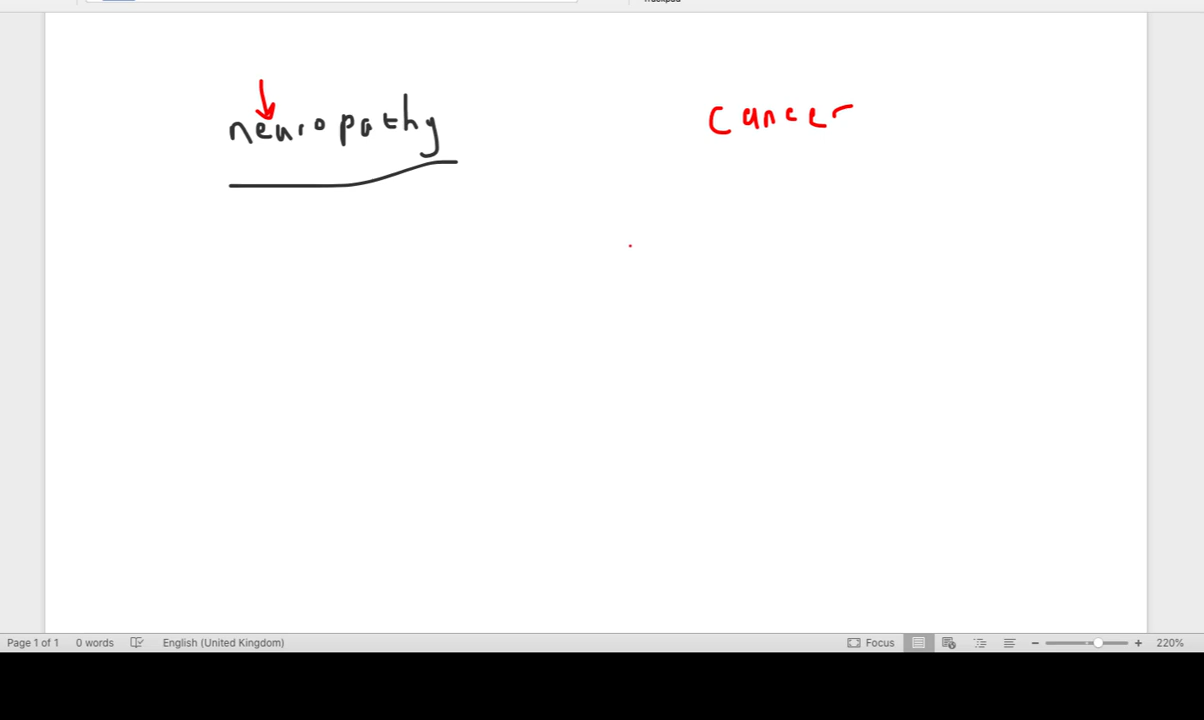 neuropathy
cancer
Page 1 of 1 0 words English (United Kingdom) Focus 220%